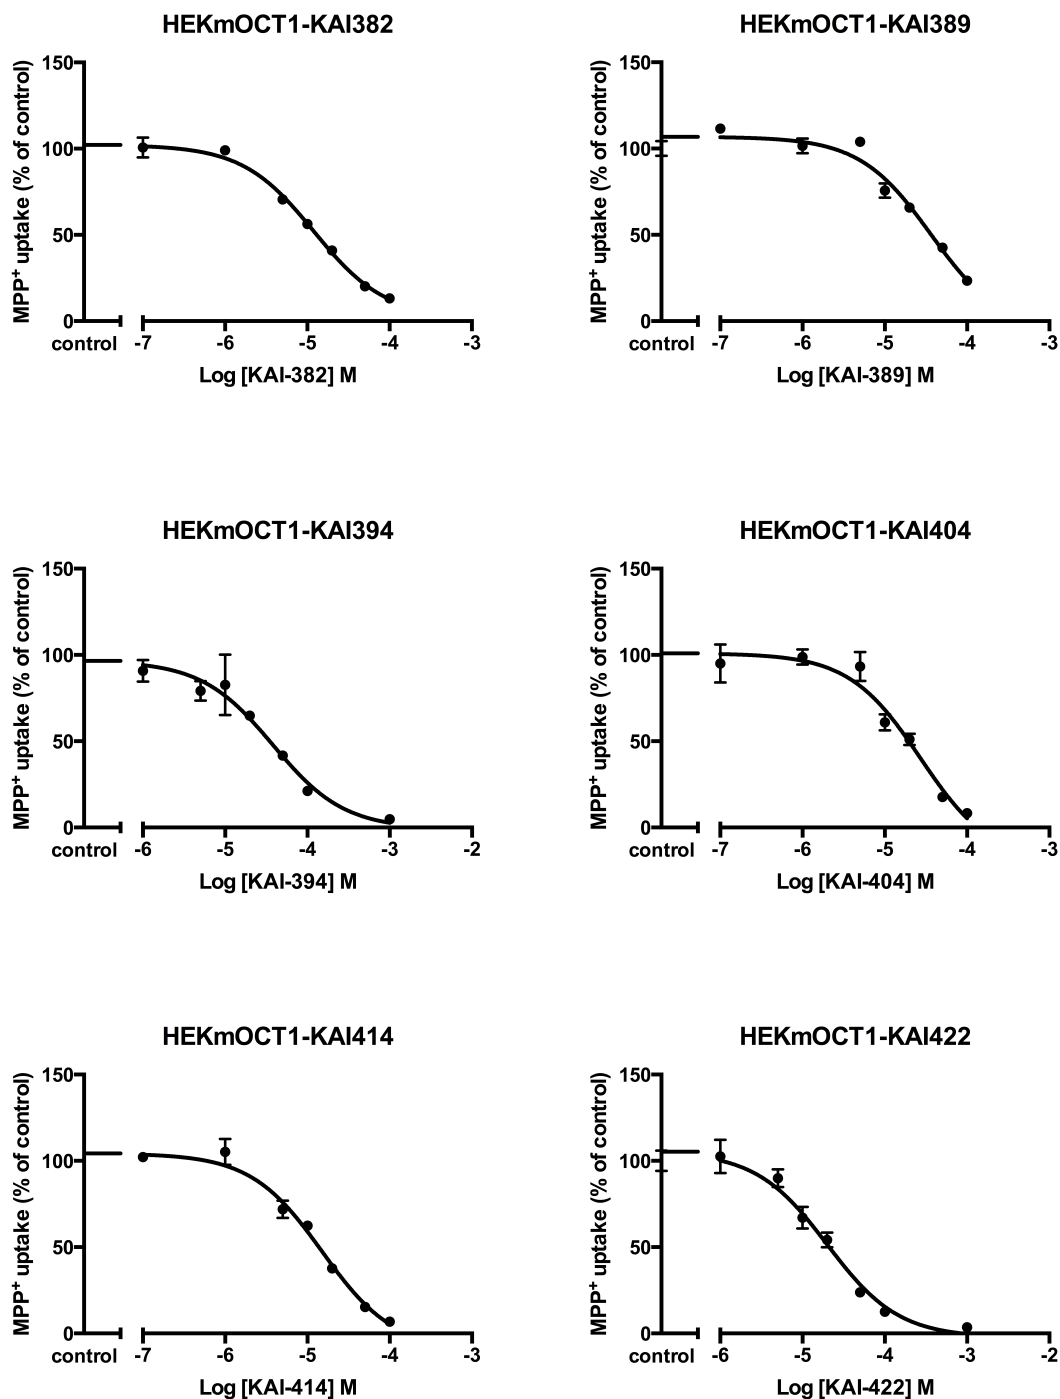 HEKmOCT1-KAI382
MPP+ uptake (% of control)
150
100
50
0
control -7 -6 -5 -4 -3
Log [KAI-382] M
HEKmOCT1-KAI389
MPP+ uptake (% of control)
150
100
50
0
control -7 -6 -5 -4 -3
Log [KAI-389] M
HEKmOCT1-KAI394
MPP+ uptake (% of control)
150
100
50
0
control -6 -5 -4 -3 -2
Log [KAI-394] M
HEKmOCT1-KAI404
MPP+ uptake (% of control)
150
100
50
0
control -7 -6 -5 -4 -3
Log [KAI-404] M
HEKmOCT1-KAI414
MPP+ uptake (% of control)
150
100
50
0
control -7 -6 -5 -4 -3
Log [KAI-414] M
HEKmOCT1-KAI422
MPP+ uptake (% of control)
150
100
50
0
control -6 -5 -4 -3 -2
Log [KAI-422] M